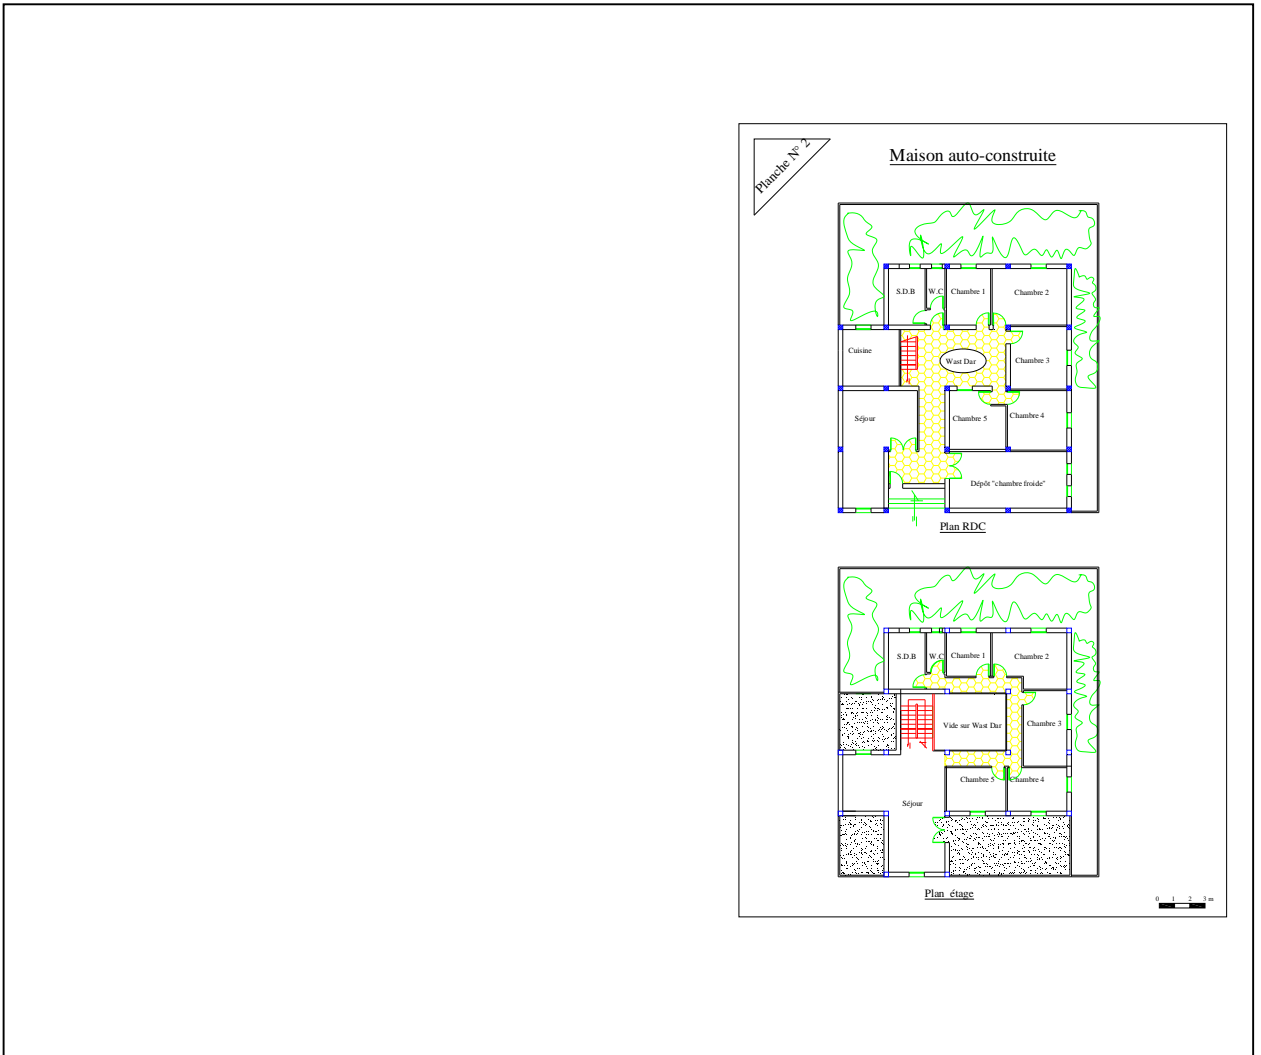 Planche N° 2
Maison auto-construite
S.D.B
W.C
Chambre 1
Chambre 2
Cuisine
Wast Dar
Chambre 3
Séjour
Chambre 5
Chambre 4
Dépôt "chambre froide"
Plan RDC
S.D.B
W.C
Chambre 1
Chambre 2
Vide sur Wast Dar
Chambre 3
Chambre 5
Chambre 4
Séjour
Plan étage
0 1 2 3 m